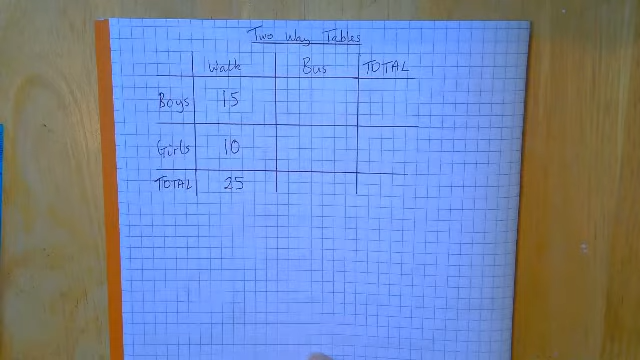 Two Way Tables
Walk Bus TOTAL
Boys 15
Girls 10
TOTAL 25